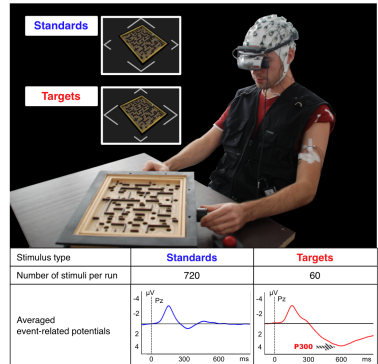 Standards
Targets
Stimulus type Standards Targets
Number of stimuli per run 720 60
Averaged
event-related potentials
µV
Pz
-4
-2
2
4
0 300 600 ms
µV
Pz
-4
-2
2
4
P300
0 300 600 ms